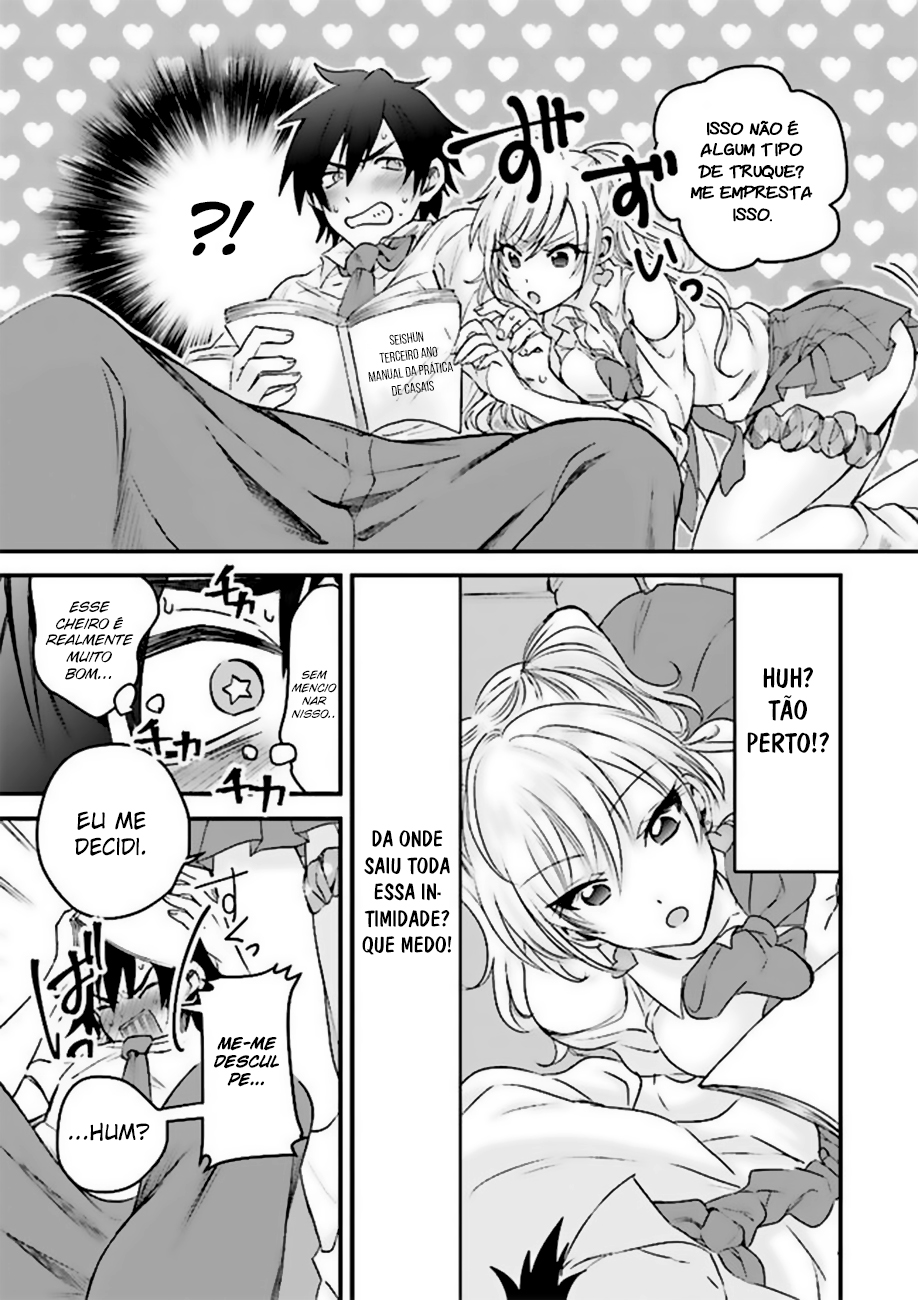 ISSO NÃO É
ALGUM TIPO
DE TRUQUE?
ME EMPRESTA
ISSO.
ずず
いっ
?!
SEISHUN
TERCEIRO ANO
MANUAL DA PRÁTICA
DE CASAIS
HUH?
TÃO
PERTO!?
DA ONDE
SAIU TODA
ESSA IN-
TIMIDADE?
QUE MEDO!
SEM
MENCIO
NAR
NISSO..
ESSE
CHEIRO É
REALMENTE
MUITO
BOM...
チカ
チカ
チカ
EU ME
DECIDI.
ばっ
ME-ME
DESCUL
PE...
...HUM?